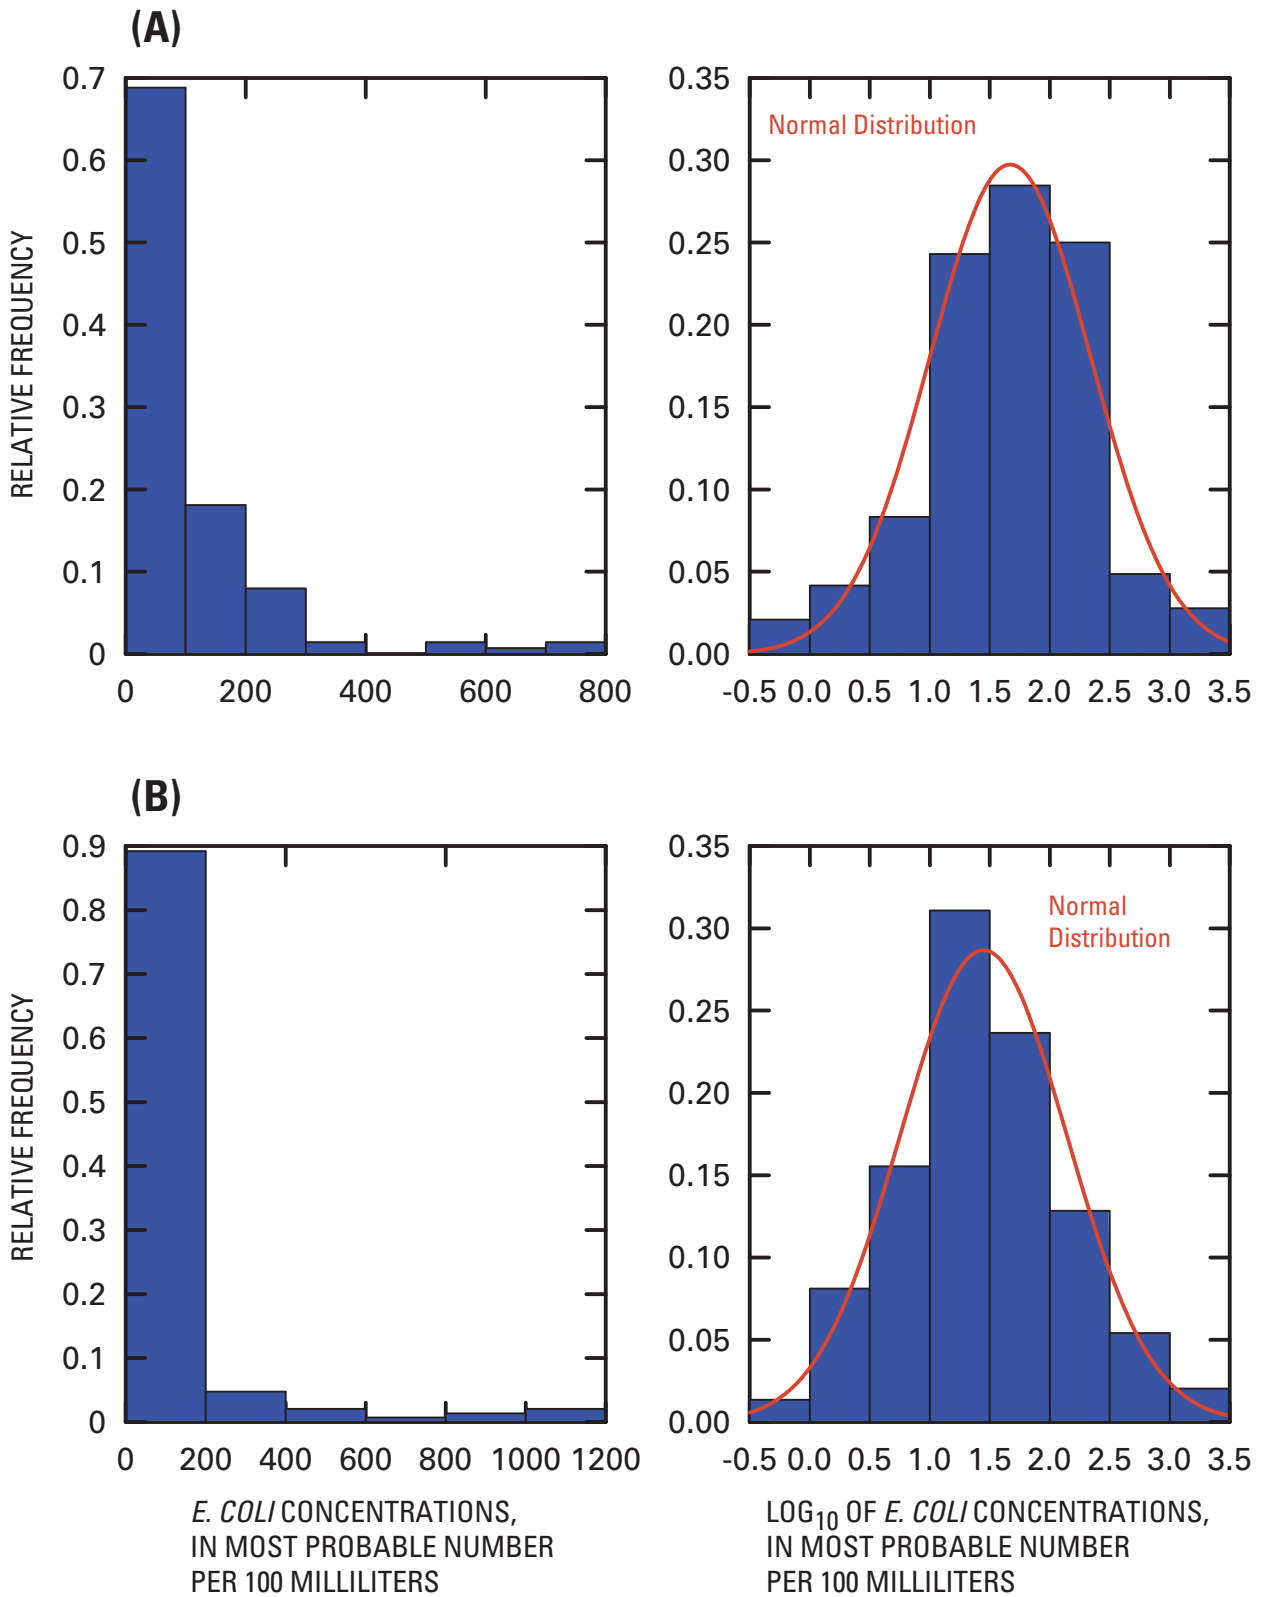 (A)
RELATIVE FREQUENCY
0.7
0.6
0.5
0.4
0.3
0.2
0.1
0
0 200 400 600 800
0.35
0.30
0.25
0.20
0.15
0.10
0.05
0.00
Normal Distribution
-0.5 0.0 0.5 1.0 1.5 2.0 2.5 3.0 3.5
(B)
RELATIVE FREQUENCY
0.9
0.8
0.7
0.6
0.5
0.4
0.3
0.2
0.1
0
0 200 400 600 800 1000 1200
E. COLI CONCENTRATIONS,
IN MOST PROBABLE NUMBER
PER 100 MILLILITERS
0.35
0.30
0.25
0.20
0.15
0.10
0.05
0.00
Normal
Distribution
-0.5 0.0 0.5 1.0 1.5 2.0 2.5 3.0 3.5
LOG10 OF E. COLI CONCENTRATIONS,
IN MOST PROBABLE NUMBER
PER 100 MILLILITERS